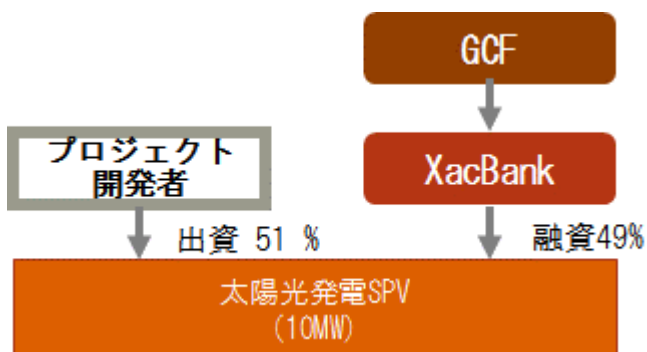 GCF
プロジェクト
開発者
XacBank
出資 51 %
融資49%
太陽光発電SPV
(10MW)